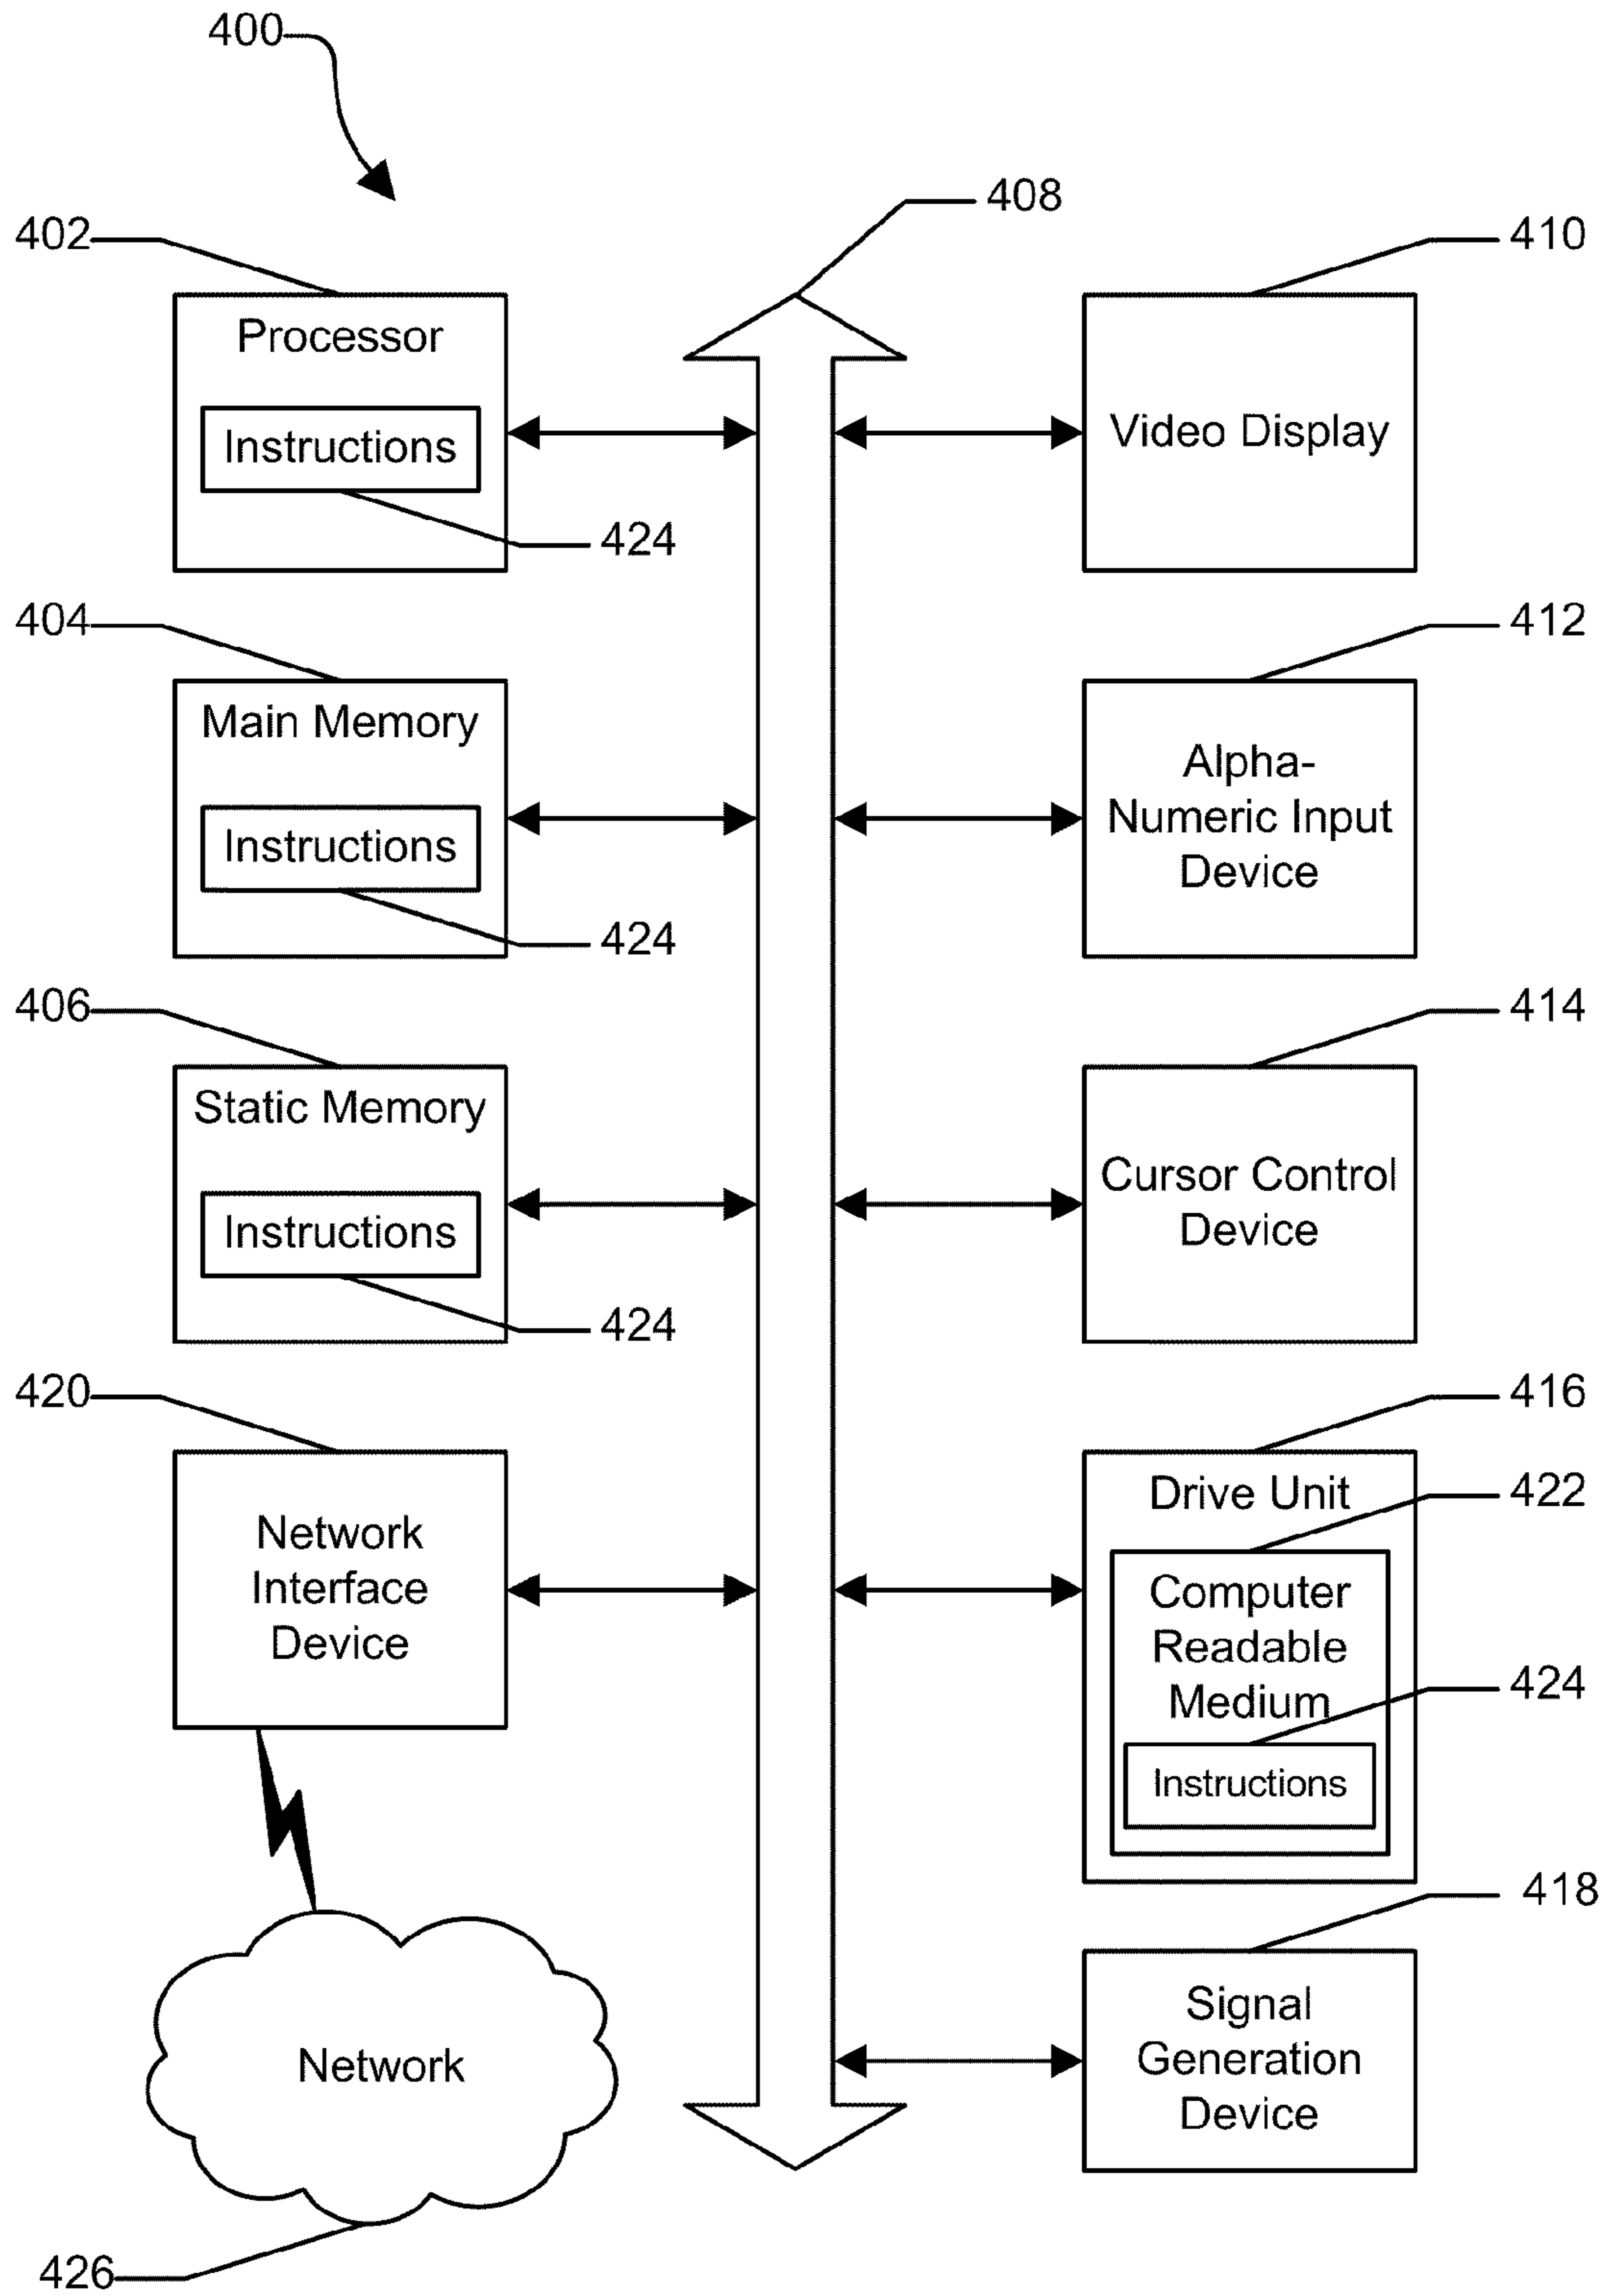 400
408
402
410
Processor
Instructions
424
Video Display
404
412
Main Memory
Instructions
424
Alpha-
Numeric Input
Device
406
414
Static Memory
Instructions
424
Cursor Control
Device
420
416
Network
Interface
Device
Drive Unit
422
Computer
Readable
Medium
424
Instructions
418
Signal
Generation
Device
Network
426